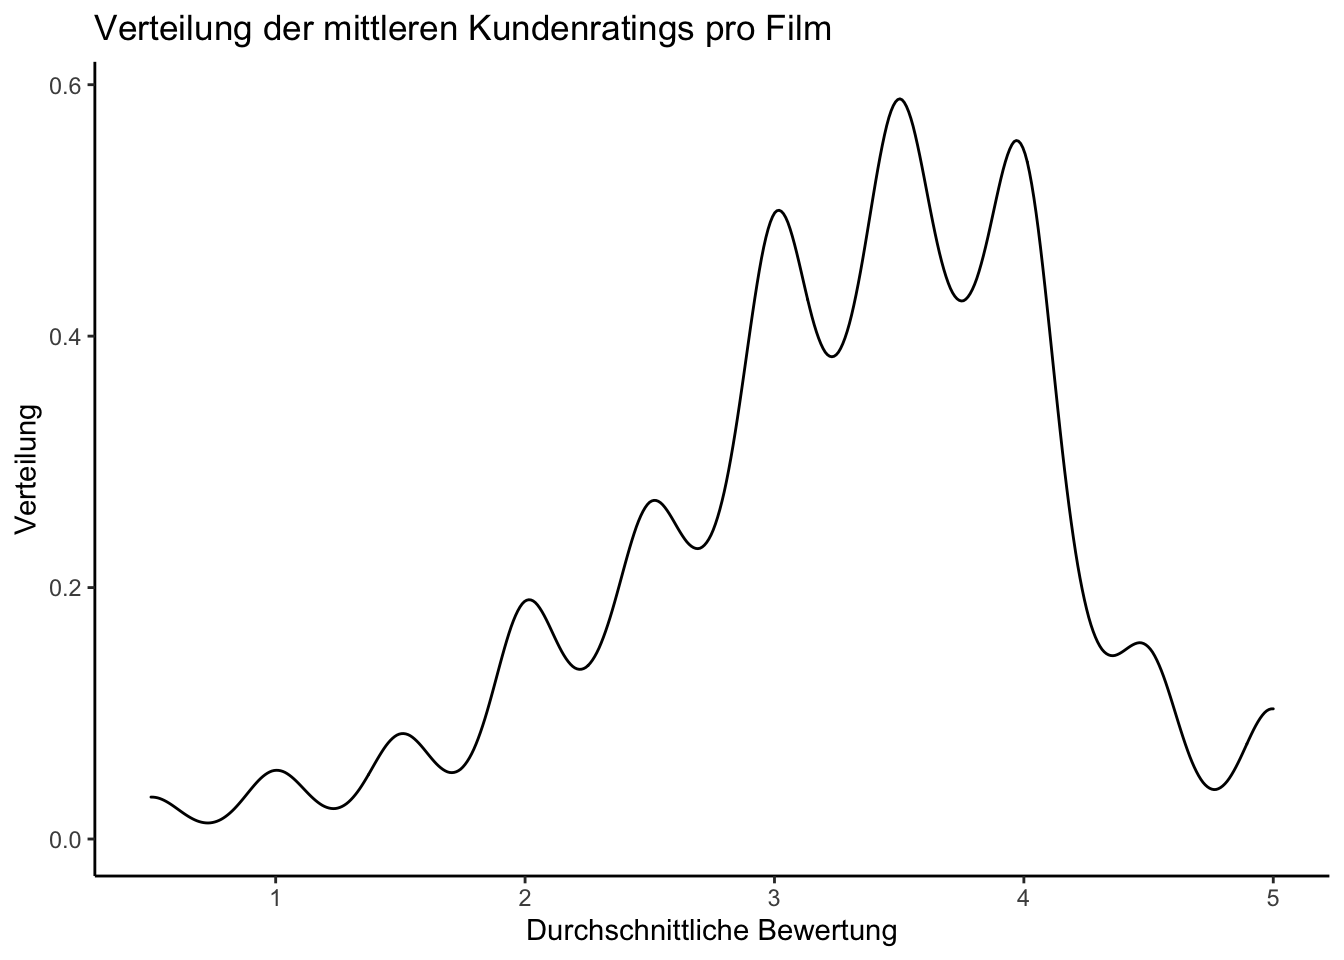 Verteilung der mittleren Kundenratings pro Film
0.6
0.4
0.2
0.0
Verteilung
1 2 3 4 5
Durchschnittliche Bewertung